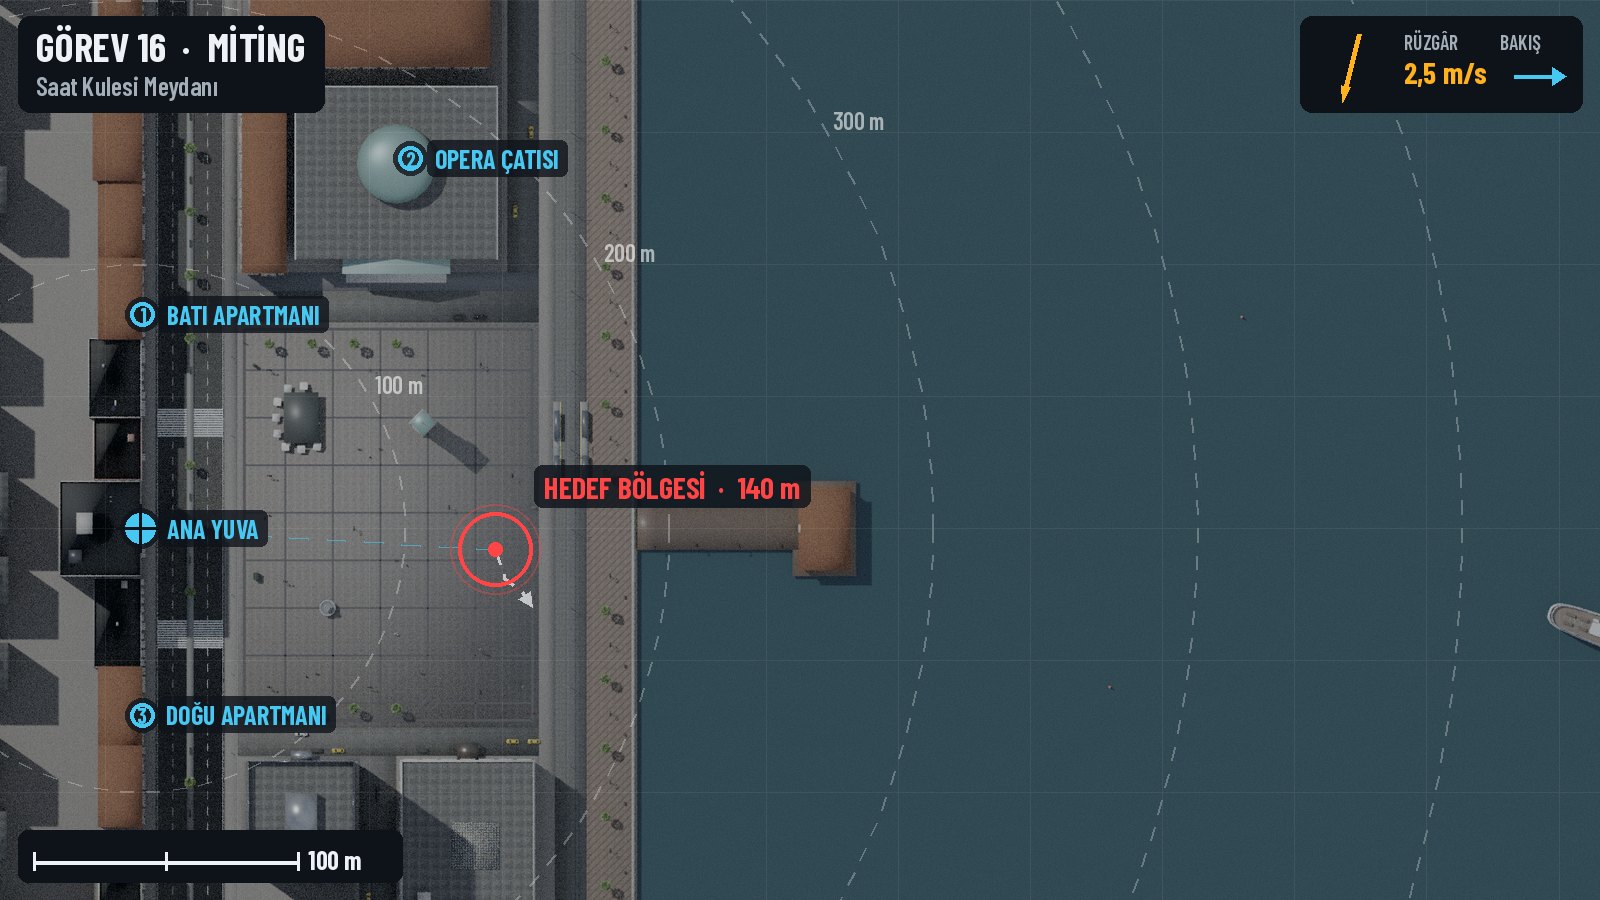 GÖREV 16 · MİTİNG
Saat Kulesi Meydanı
RÜZGÂR
BAKIŞ
2,5 m/s
300 m
② OPERA ÇATISI
200 m
① BATI APARTMANI
100 m
HEDEF BÖLGESİ · 140 m
ANA YUVA
③ DOĞU APARTMANI
100 m